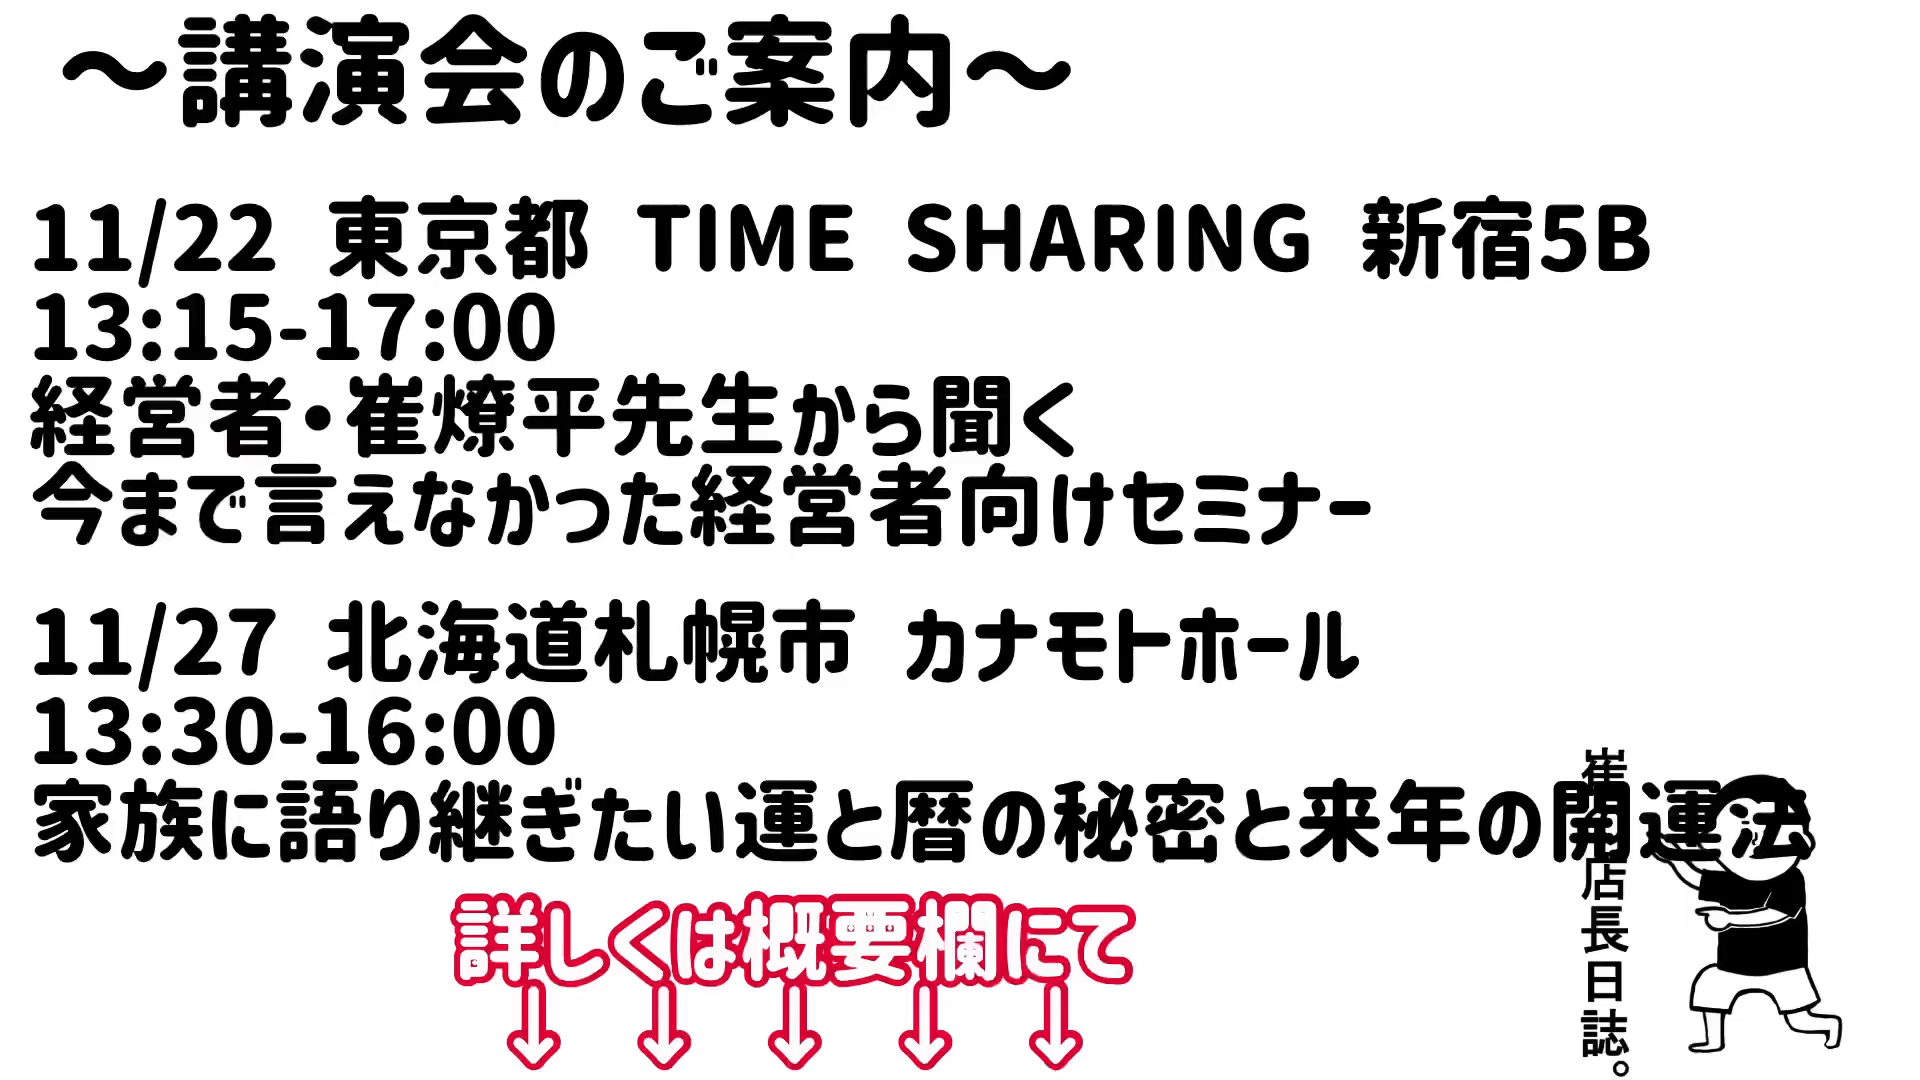 ～講演会のご案内～
11/22 東京都 TIME SHARING 新宿5B
13:15-17:00
経営者・崔燎平先生から聞く
今まで言えなかった経営者向けセミナー
11/27 北海道札幌市 カナモトホール
13:30-16:00
家族に語り継ぎたい運と暦の秘密と来年の開運法
詳しくは概要欄にて
↓ ↓ ↓ ↓ ↓
崔 店長日誌。